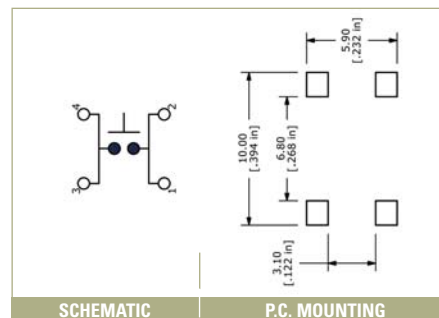 4
2
3
1
5.90
[.232 in]
10.00
[.394 in]
6.80
[.268 in]
3.10
[.122 in]
SCHEMATIC
P.C. MOUNTING